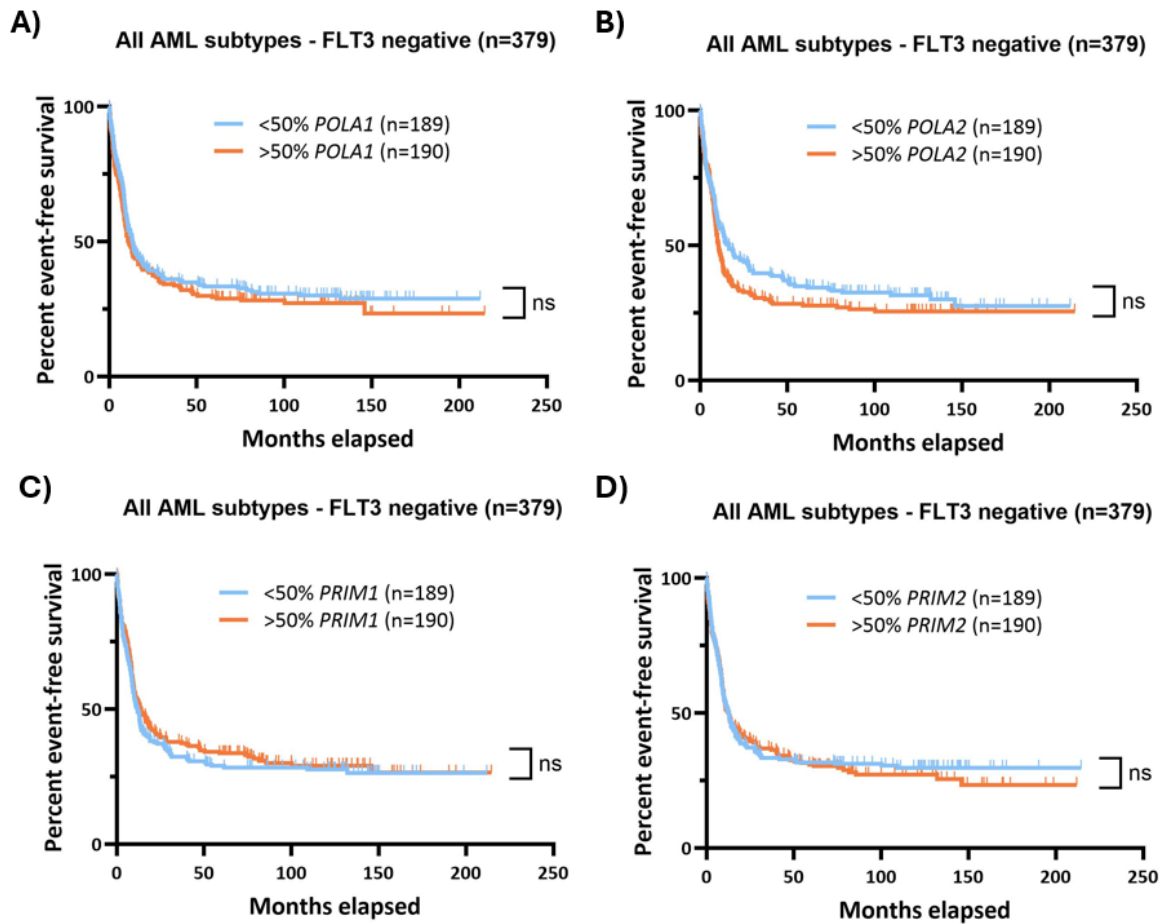 A)
All AML subtypes - FLT3 negative (n=379)
Percent event-free survival
100
50
0
<50% POLA1 (n=189)
>50% POLA1 (n=190)
ns
0 50 100 150 200 250
Months elapsed
B)
All AML subtypes - FLT3 negative (n=379)
Percent event-free survival
100
50
0
<50% POLA2 (n=189)
>50% POLA2 (n=190)
ns
0 50 100 150 200 250
Months elapsed
C)
All AML subtypes - FLT3 negative (n=379)
Percent event-free survival
100
50
0
<50% PRIM1 (n=189)
>50% PRIM1 (n=190)
ns
0 50 100 150 200 250
Months elapsed
D)
All AML subtypes - FLT3 negative (n=379)
Percent event-free survival
100
50
0
<50% PRIM2 (n=189)
>50% PRIM2 (n=190)
ns
0 50 100 150 200 250
Months elapsed